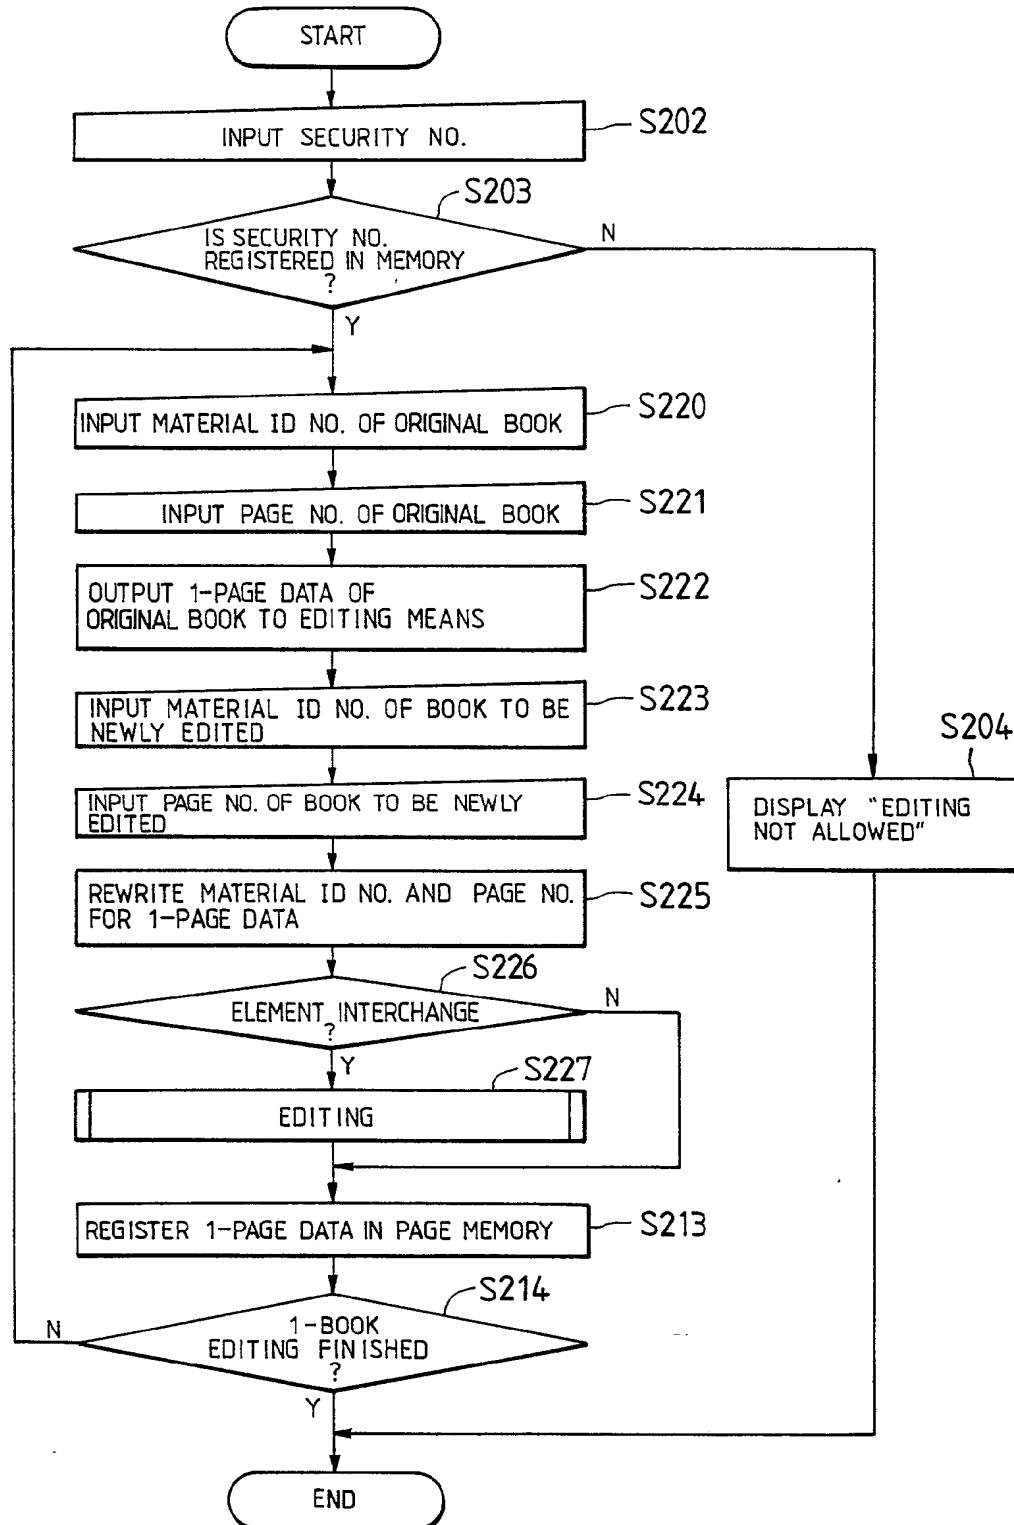 START
INPUT SECURITY NO.
S202
S203
IS SECURITY NO.
REGISTERED IN MEMORY
?
N
Y
INPUT MATERIAL ID NO. OF ORIGINAL BOOK
S220
INPUT PAGE NO. OF ORIGINAL BOOK
S221
OUTPUT 1-PAGE DATA OF
ORIGINAL BOOK TO EDITING MEANS
S222
INPUT MATERIAL ID NO. OF BOOK TO BE
NEWLY EDITED
S223
INPUT PAGE NO. OF BOOK TO BE NEWLY
EDITED
S224
S204
DISPLAY "EDITING
NOT ALLOWED"
REWRITE MATERIAL ID NO. AND PAGE NO.
FOR 1-PAGE DATA
S225
S226
ELEMENT INTERCHANGE
?
N
Y
S227
EDITING
REGISTER 1-PAGE DATA IN PAGE MEMORY
S213
S214
1-BOOK
EDITING FINISHED
?
N
Y
END